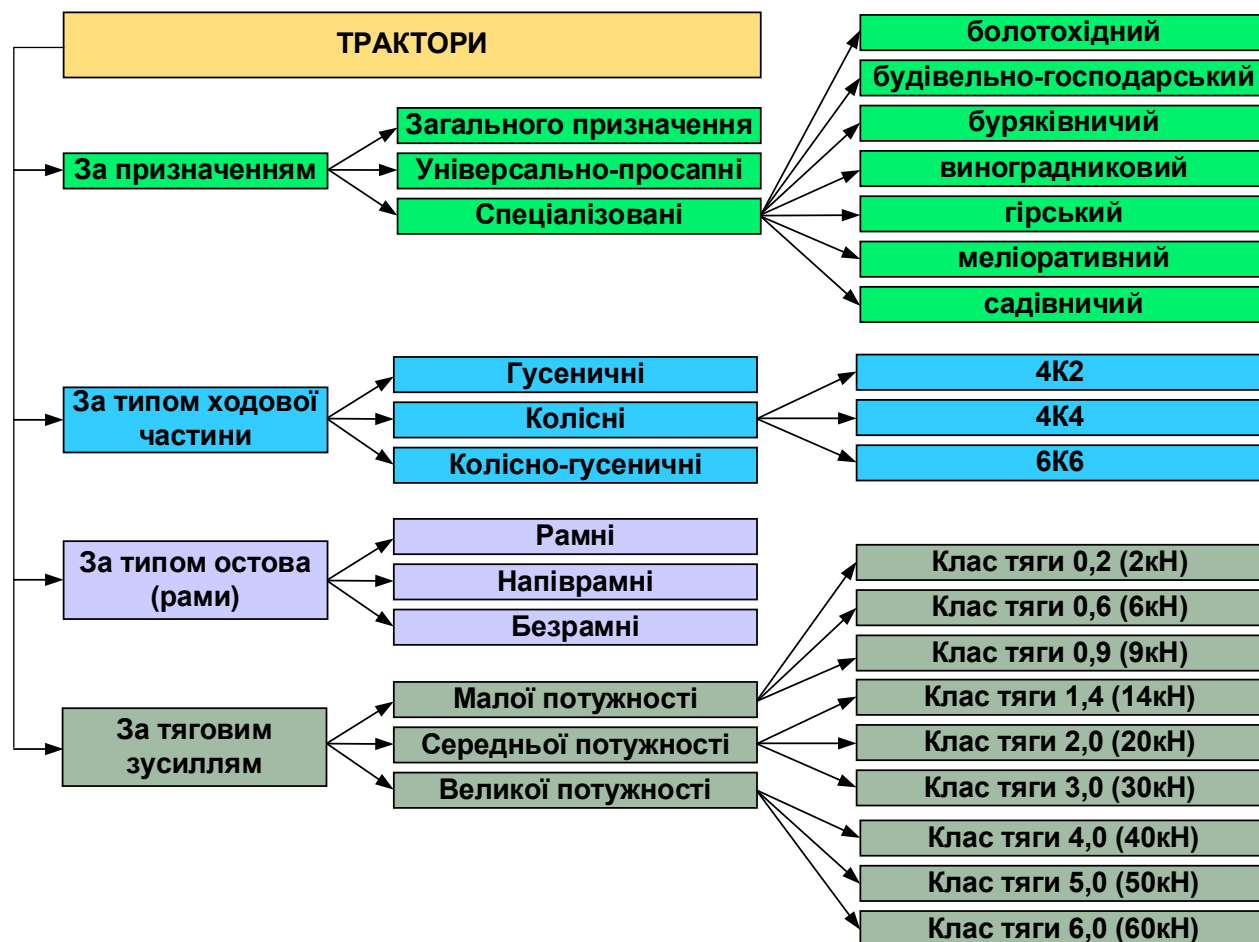 ТРАКТОРИ
За призначенням
Загального призначення
Універсально-просапні
Спеціалізовані
болотохідний
будівельно-господарський
буряківничий
виноградниковий
гірський
меліоративний
садівничий
За типом ходової
частини
Гусеничні
Колісні
Колісно-гусеничні
4К2
4К4
6К6
За типом остова
(рами)
Рамні
Напіврамні
Безрамні
За тяговим
зусиллям
Малої потужності
Середньої потужності
Великої потужності
Клас тяги 0,2 (2кН)
Клас тяги 0,6 (6кН)
Клас тяги 0,9 (9кН)
Клас тяги 1,4 (14кН)
Клас тяги 2,0 (20кН)
Клас тяги 3,0 (30кН)
Клас тяги 4,0 (40кН)
Клас тяги 5,0 (50кН)
Клас тяги 6,0 (60кН)